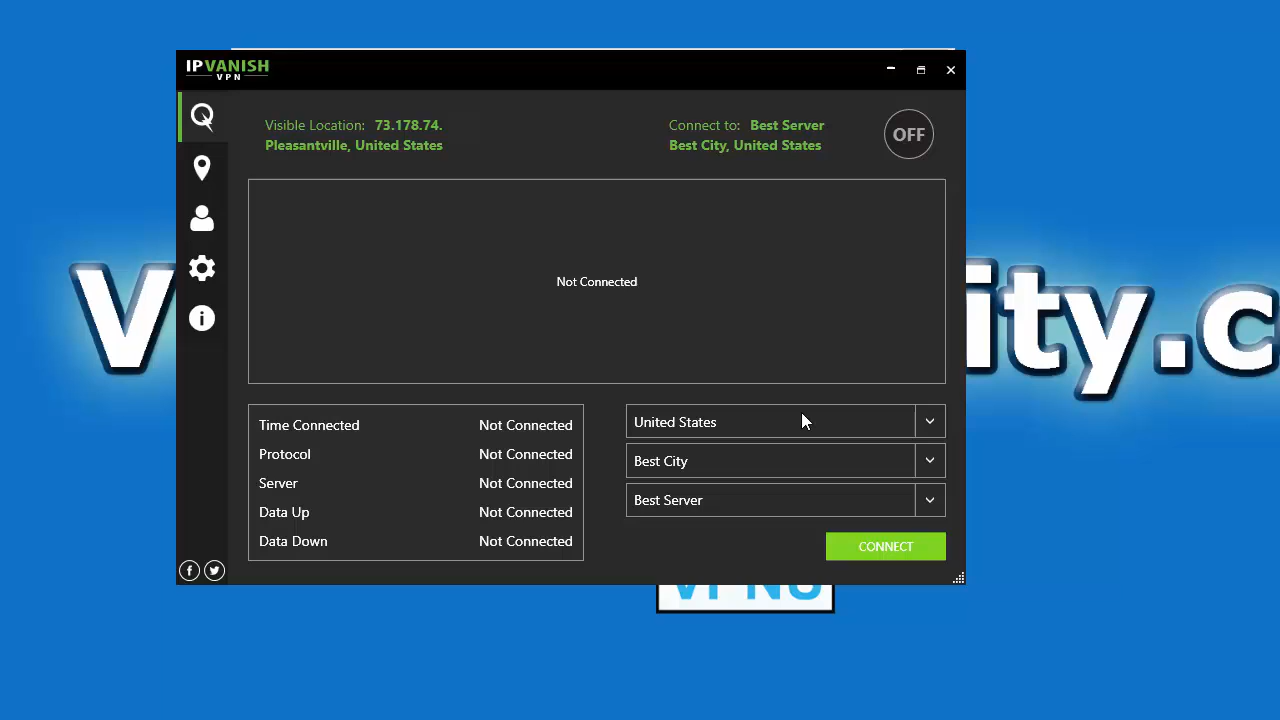 IPVANISH
VPN
Visible Location: 73.178.74.
Pleasantville, United States
Connect to: Best Server
Best City, United States
OFF
Not Connected
Time Connected Not Connected
Protocol Not Connected
Server Not Connected
Data Up Not Connected
Data Down Not Connected
United States
Best City
Best Server
CONNECT
V
ity.c